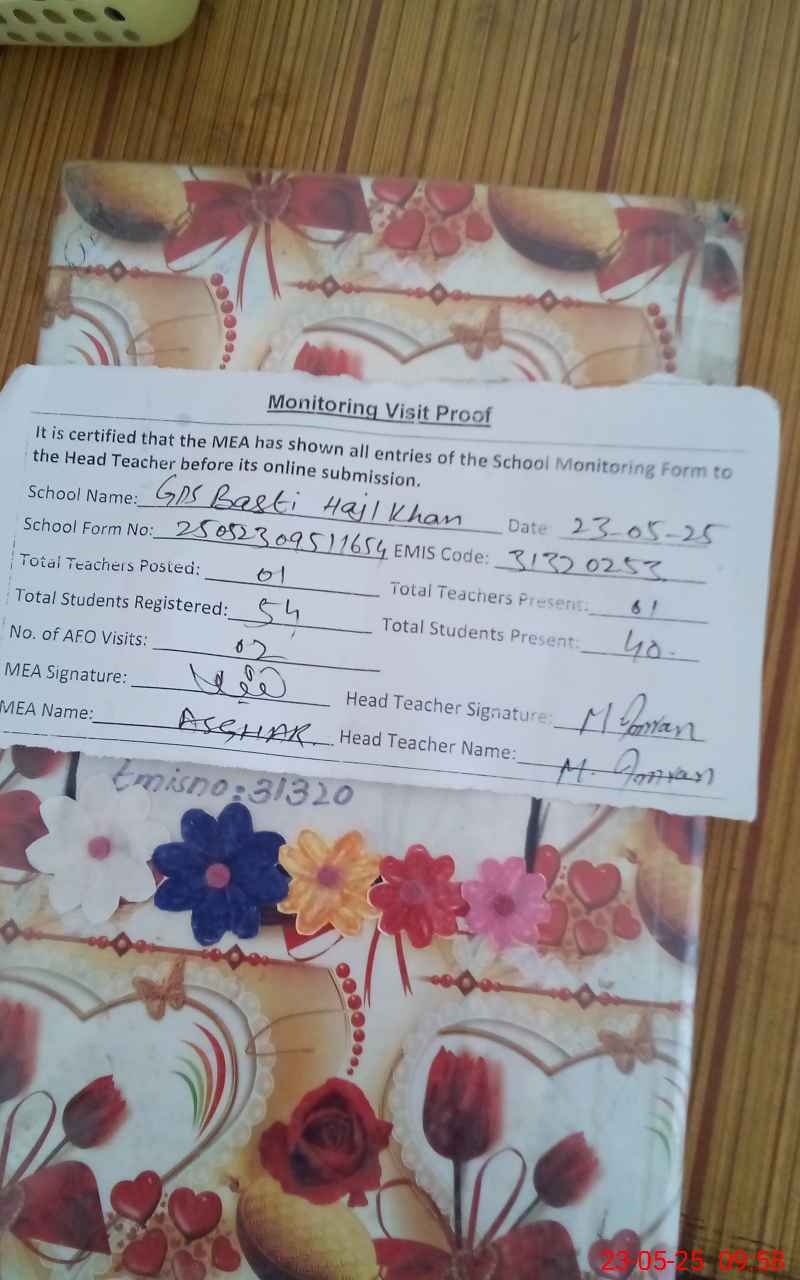 Monitoring Visit Proof
It is certified that the MEA has shown all entries of the School Monitoring Form to
the Head Teacher before its online submission.
School Name: GPS Basti Haji Khan Date 23-05-25
School Form No: 25052309511654 EMIS Code: 31320253
Total Teachers Posted: 01 Total Teachers Present: 01
Total Students Registered: 54 Total Students Present: 40
No. of AFO Visits: 02
MEA Signature: Head Teacher Signature: M Imran
MEA Name: ASGHAR Head Teacher Name: M. Imran
Emisno:31320
23-05-25 09:58